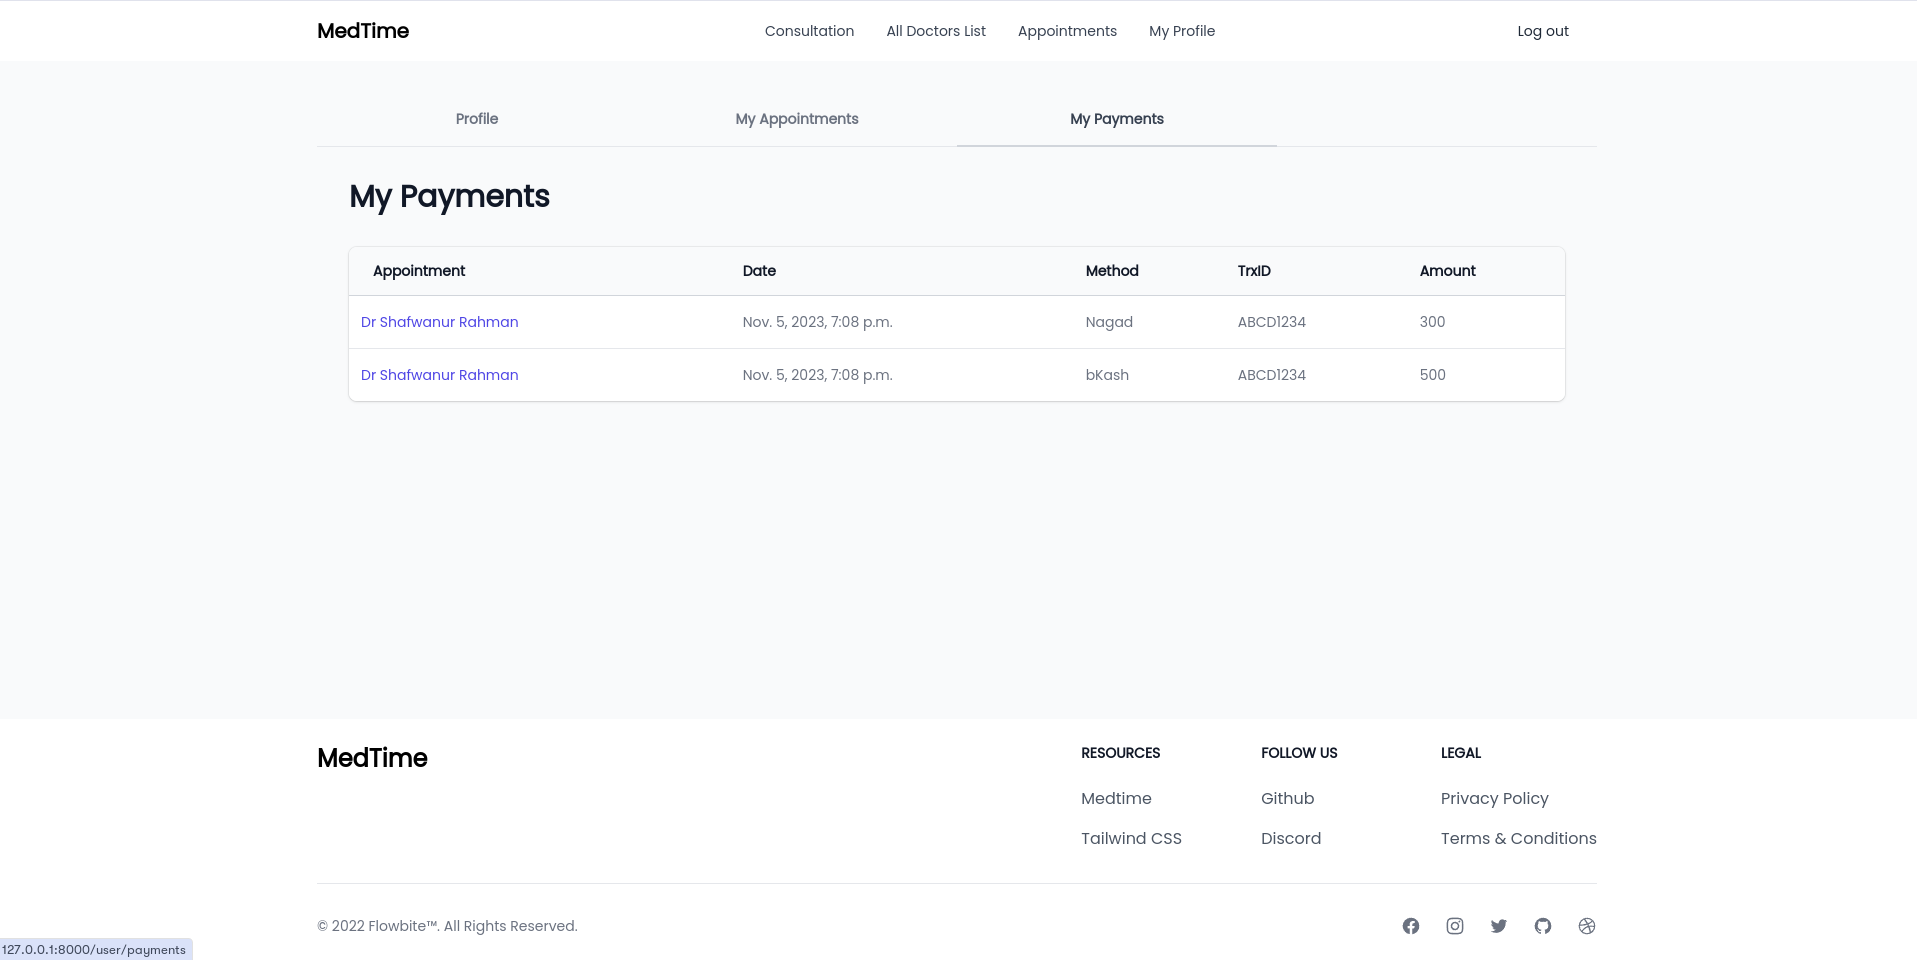 MedTime
Consultation All Doctors List Appointments My Profile
Log out
Profile My Appointments My Payments
My Payments
Appointment Date Method TrxID Amount
Dr Shafwanur Rahman Nov. 5, 2023, 7:08 p.m. Nagad ABCD1234 300
Dr Shafwanur Rahman Nov. 5, 2023, 7:08 p.m. bKash ABCD1234 500
MedTime
RESOURCES FOLLOW US LEGAL
Medtime Github Privacy Policy
Tailwind CSS Discord Terms & Conditions
© 2022 Flowbite™. All Rights Reserved.
127.0.0.1:8000/user/payments